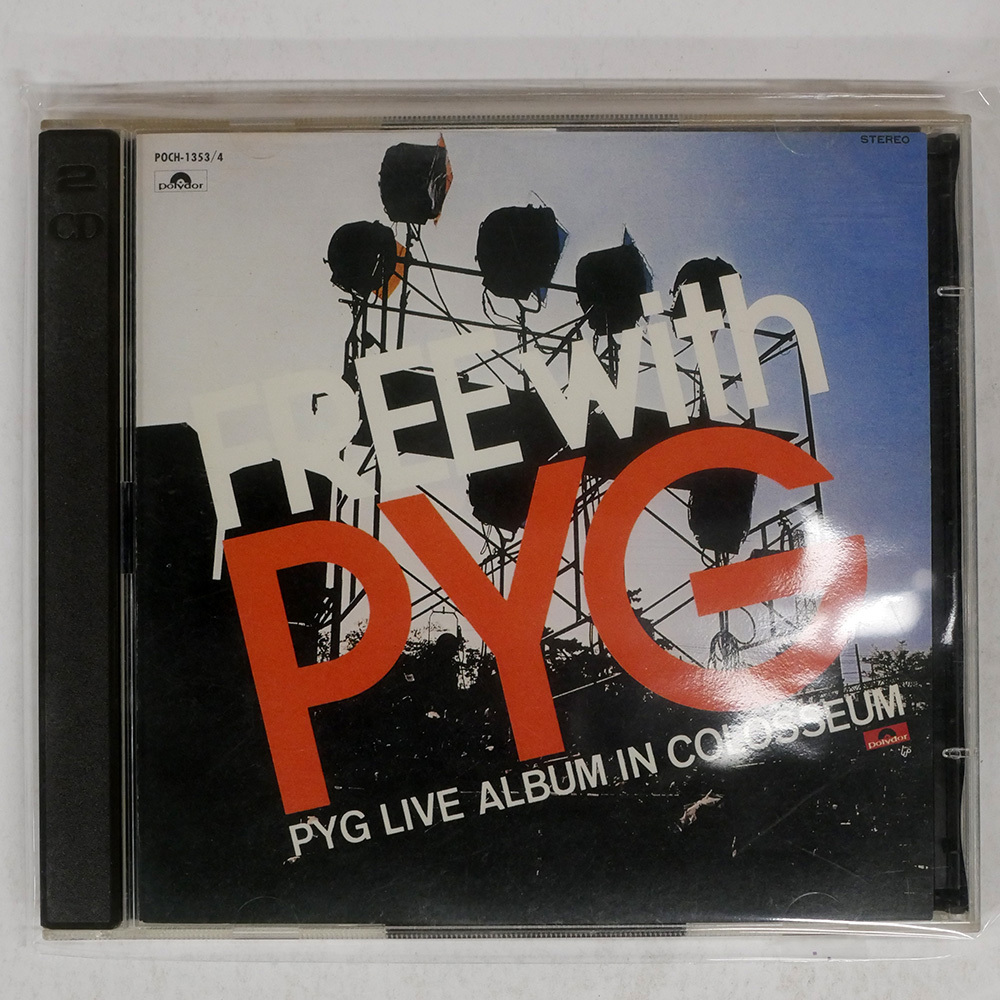 2
CD
POCH-1353/4
polydor
STEREO
FREE with
PYG
PYG LIVE ALBUM IN COLOSSEUM
polydor